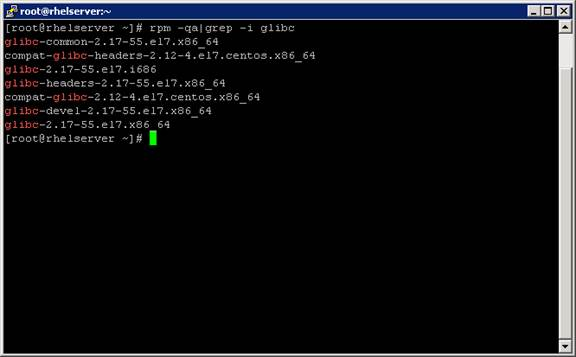 root@rhelserver:~
[root@rhelserver ~]# rpm -qa|grep -i glibc
glibc-common-2.17-55.el7.x86_64
compat-glibc-headers-2.12-4.el7.centos.x86_64
glibc-2.17-55.el7.i686
glibc-headers-2.17-55.el7.x86_64
compat-glibc-2.12-4.el7.centos.x86_64
glibc-devel-2.17-55.el7.x86_64
glibc-2.17-55.el7.x86_64
[root@rhelserver ~]#